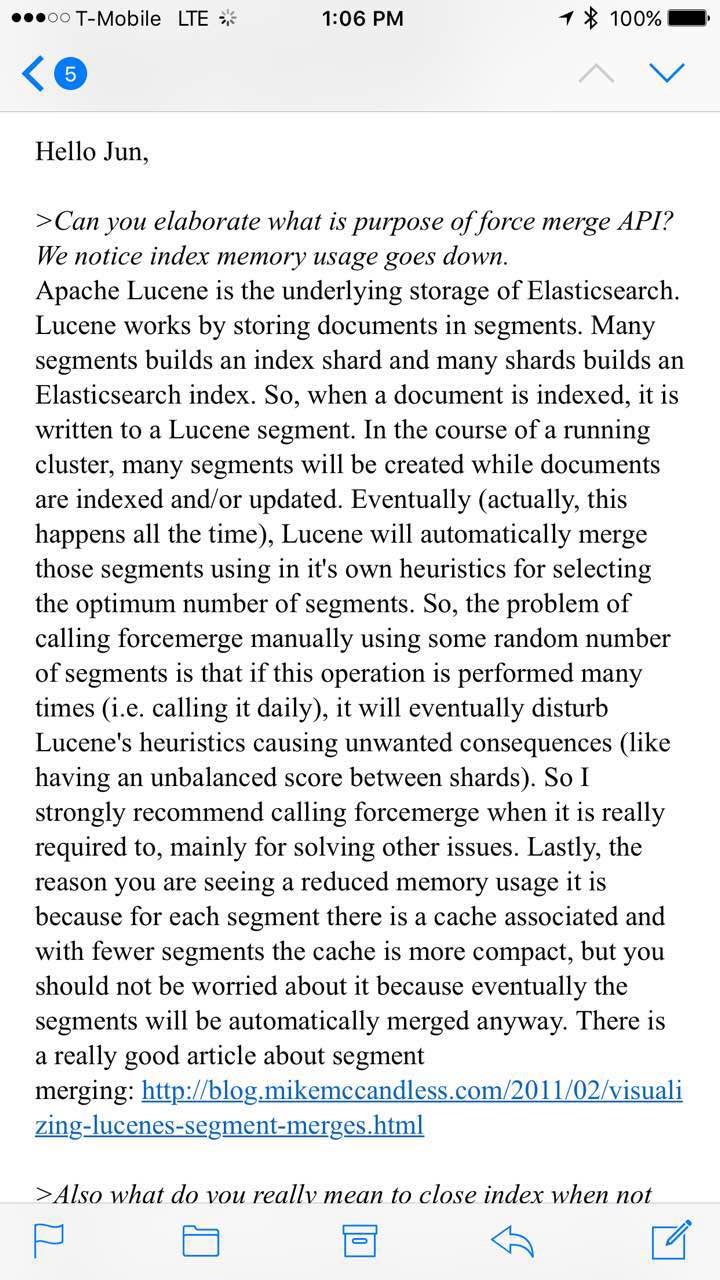 T-Mobile LTE 1:06 PM 100%
5
Hello Jun,
>Can you elaborate what is purpose of force merge API?
We notice index memory usage goes down.
Apache Lucene is the underlying storage of Elasticsearch.
Lucene works by storing documents in segments. Many
segments builds an index shard and many shards builds an
Elasticsearch index. So, when a document is indexed, it is
written to a Lucene segment. In the course of a running
cluster, many segments will be created while documents
are indexed and/or updated. Eventually (actually, this
happens all the time), Lucene will automatically merge
those segments using in it's own heuristics for selecting
the optimum number of segments. So, the problem of
calling forcemerge manually using some random number
of segments is that if this operation is performed many
times (i.e. calling it daily), it will eventually disturb
Lucene's heuristics causing unwanted consequences (like
having an unbalanced score between shards). So I
strongly recommend calling forcemerge when it is really
required to, mainly for solving other issues. Lastly, the
reason you are seeing a reduced memory usage it is
because for each segment there is a cache associated and
with fewer segments the cache is more compact, but you
should not be worried about it because eventually the
segments will be automatically merged anyway. There is
a really good article about segment
merging: http://blog.mikemccandless.com/2011/02/visuali
zing-lucenes-segment-merges.html
>Also what do you really mean to close index when not